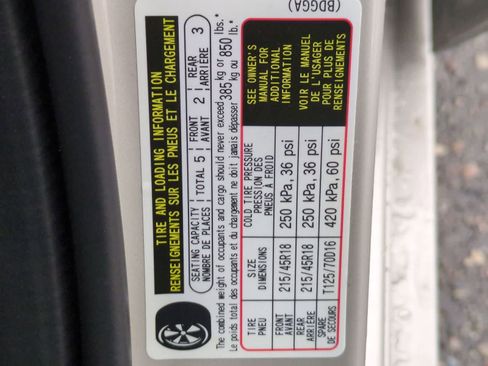 (BDGGA)
TIRE AND LOADING INFORMATION
RENSEIGNEMENTS SUR LES PNEUS ET LE CHARGEMENT
SEATING CAPACITY
NOMBRE DE PLACES
TOTAL 5
FRONT
AVANT 2
REAR
ARRIÈRE 3
The combined weight of occupants and cargo should never exceed 385 kg or 850 lbs.
Le poids total des occupants et du chargement ne doit jamais dépasser 385 kg ou 850 lb.
TIRE
PNEU
SIZE
DIMENSIONS
COLD TIRE PRESSURE
PRESSION DES
PNEUS À FROID
SEE OWNER'S
MANUAL FOR
ADDITIONAL
INFORMATION
VOIR LE MANUEL
DE L'USAGER
POUR PLUS DE
RENSEIGNEMENTS
FRONT
AVANT
215/45R18
250 kPa, 36 psi
REAR
ARRIÈRE
215/45R18
250 kPa, 36 psi
SPARE
DE SECOURS
T125/70D16
420 kPa, 60 psi